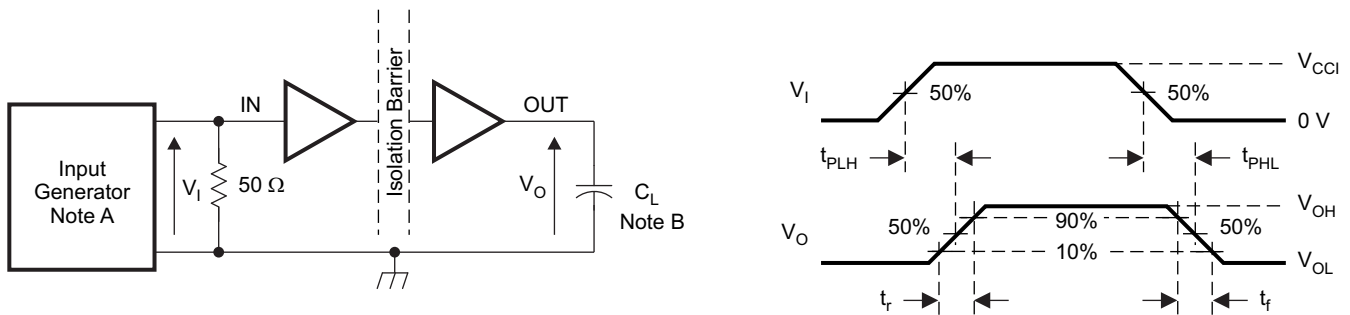 Input
Generator
Note A
V_I
50 Ω
IN
Isolation Barrier
OUT
V_O
C_L
Note B
V_I
50%
50%
V_CCI
0 V
t_PLH
t_PHL
V_O
50%
90%
10%
50%
V_OH
V_OL
t_r
t_f